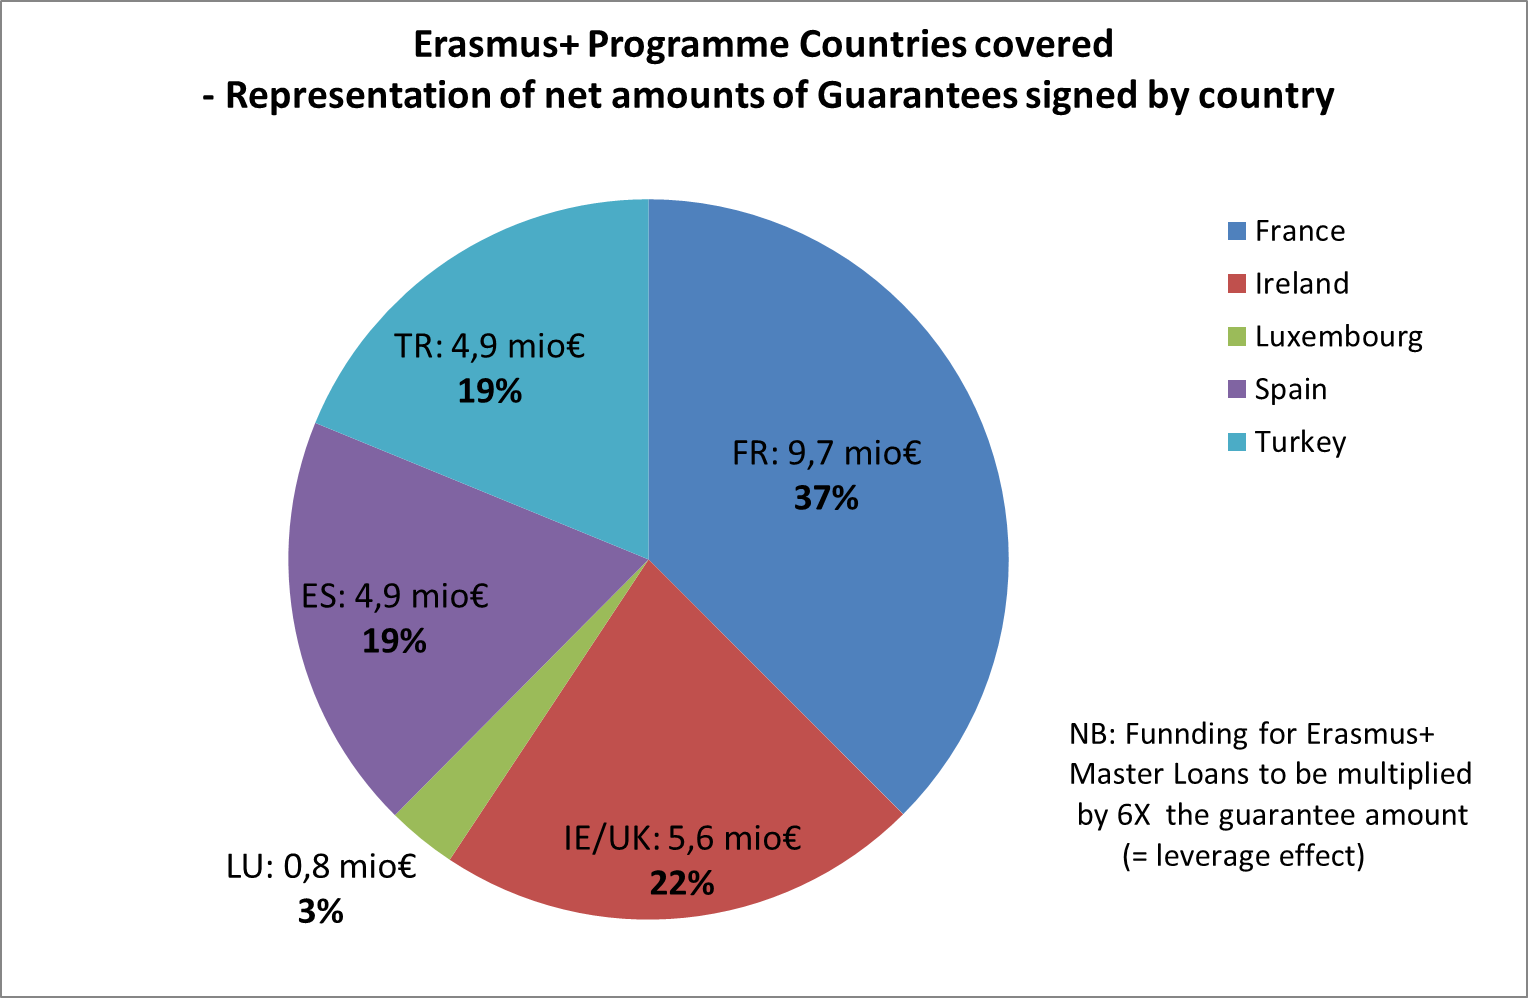 Erasmus+ Programme Countries covered
- Representation of net amounts of Guarantees signed by country
France
Ireland
Luxembourg
Spain
Turkey
TR: 4,9 mio€
19%
FR: 9,7 mio€
37%
ES: 4,9 mio€
19%
IE/UK: 5,6 mio€
22%
LU: 0,8 mio€
3%
NB: Funnding for Erasmus+
Master Loans to be multiplied
by 6X the guarantee amount
(= leverage effect)